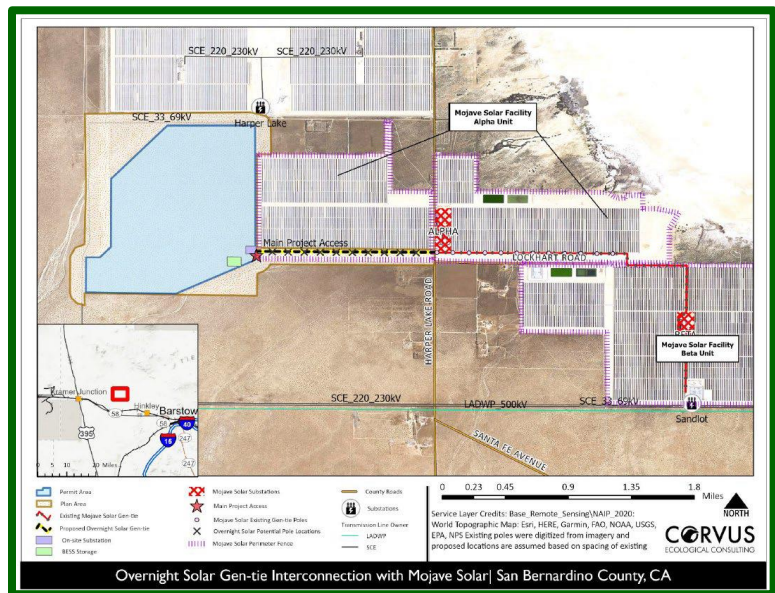 SCE_220_230kV
SCE_220_230kV
SCE_33_69kV
Harper Lake
Mojave Solar Facility
Alpha Unit
ALPHA
Main Project Access
LOCKHART ROAD
HARPER LAKE ROAD
BETA
Mojave Solar Facility
Beta Unit
SCE_220_230kV
LADWP_500kV
SCE_33_69kV
Sandlot
SANTA FE AVENUE
Kramer Junction
Hinkley
Barstow
58
58
395
15
40
247
247
0 5 10 20 Miles
Permit Area
Plan Area
Existing Mojave Solar Gen-tie
Proposed Overnight Solar Gen-tie
On-site Substation
BESS Storage
Mojave Solar Substations
Main Project Access
Mojave Solar Existing Gen-tie Poles
Overnight Solar Potential Pole Locations
Mojave Solar Perimeter Fence
County Roads
Substations
Transmission Line Owner
LADWP
SCE
0 0.23 0.45 0.9 1.35 1.8
Miles
Service Layer Credits: Base_Remote_Sensing\NAIP_2020:
World Topographic Map: Esri, HERE, Garmin, FAO, NOAA, USGS,
EPA, NPS Existing poles were digitized from imagery and
proposed locations are assumed based on spacing of existing
NORTH
CORVUS
ECOLOGICAL CONSULTING
Overnight Solar Gen-tie Interconnection with Mojave Solar| San Bernardino County, CA